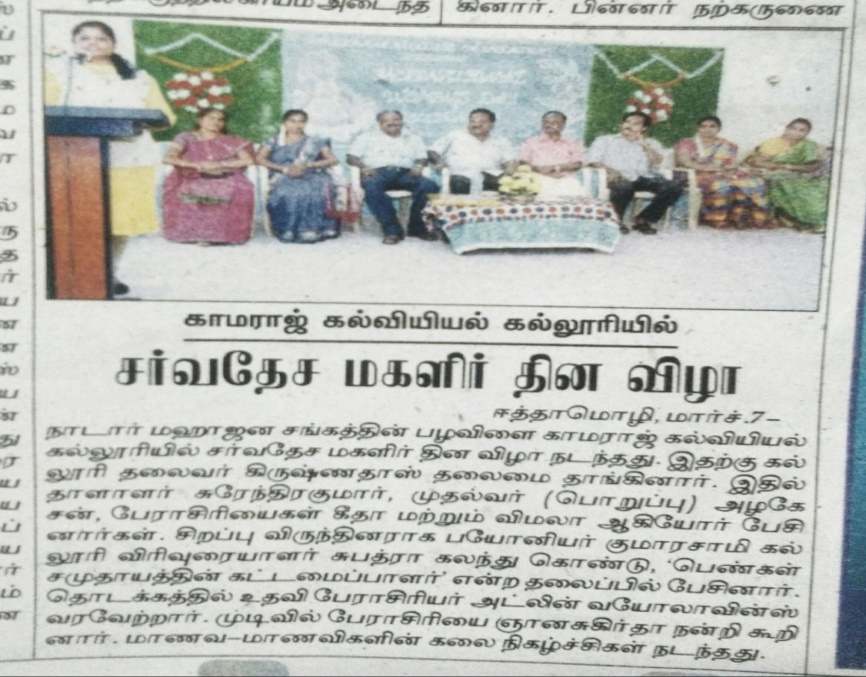 கினார். பின்னர் நற்கருணை
காமராஜ் கல்வியியல் கல்லூரியில்
சர்வதேச மகளிர் தின விழா
ஈத்தாமொழி, மார்ச்.7–
நாடார் மஹாஜன சங்கத்தின் பழவிளை காமராஜ் கல்வியியல்
கல்லூரியில் சர்வதேச மகளிர் தின விழா நடந்தது. இதற்கு கல்
லூரி தலைவர் கிருஷ்ணதாஸ் தலைமை தாங்கினார். இதில்
தாளாளர் சுரேந்திரகுமார், முதல்வர் (பொறுப்பு) அழகே
சன், பேராசிரியைகள் கீதா மற்றும் விமலா ஆகியோர் பேசி
னார்கள். சிறப்பு விருந்தினராக பயோனியர் குமாரசாமி கல்
லூரி விரிவுரையாளர் சுபத்ரா கலந்து கொண்டு, 'பெண்கள்
சமுதாயத்தின் கட்டமைப்பாளர்' என்ற தலைப்பில் பேசினார்.
தொடக்கத்தில் உதவி பேராசிரியர் அட்லின் வயோலாவின்ஸ்
வரவேற்றார். முடிவில் பேராசிரியை ஞானசுகிர்தா நன்றி கூறி
னார். மாணவ–மாணவிகளின் கலை நிகழ்ச்சிகள் நடந்தது.